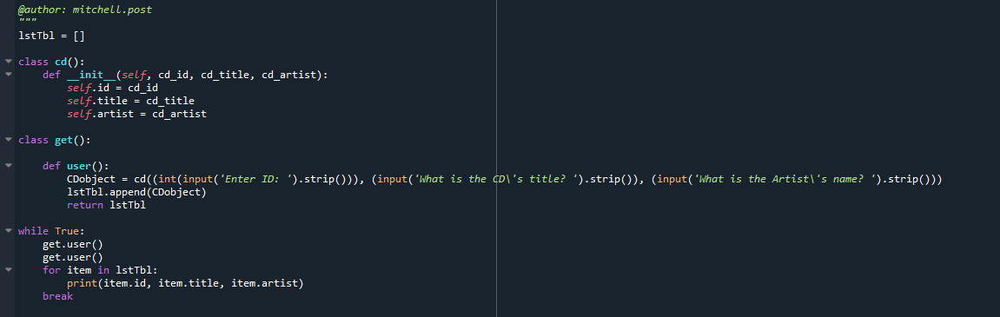 @author: mitchell.post
"""
lstTbl = []
class cd():
    def __init__(self, cd_id, cd_title, cd_artist):
        self.id = cd_id
        self.title = cd_title
        self.artist = cd_artist
class get():
    def user():
        CDobject = cd((int(input('Enter ID: ').strip())), (input('What is the CD\'s title? ').strip()), (input('What is the Artist\'s name? ').strip()))
        lstTbl.append(CDobject)
        return lstTbl
while True:
    get.user()
    get.user()
    for item in lstTbl:
        print(item.id, item.title, item.artist)
    break